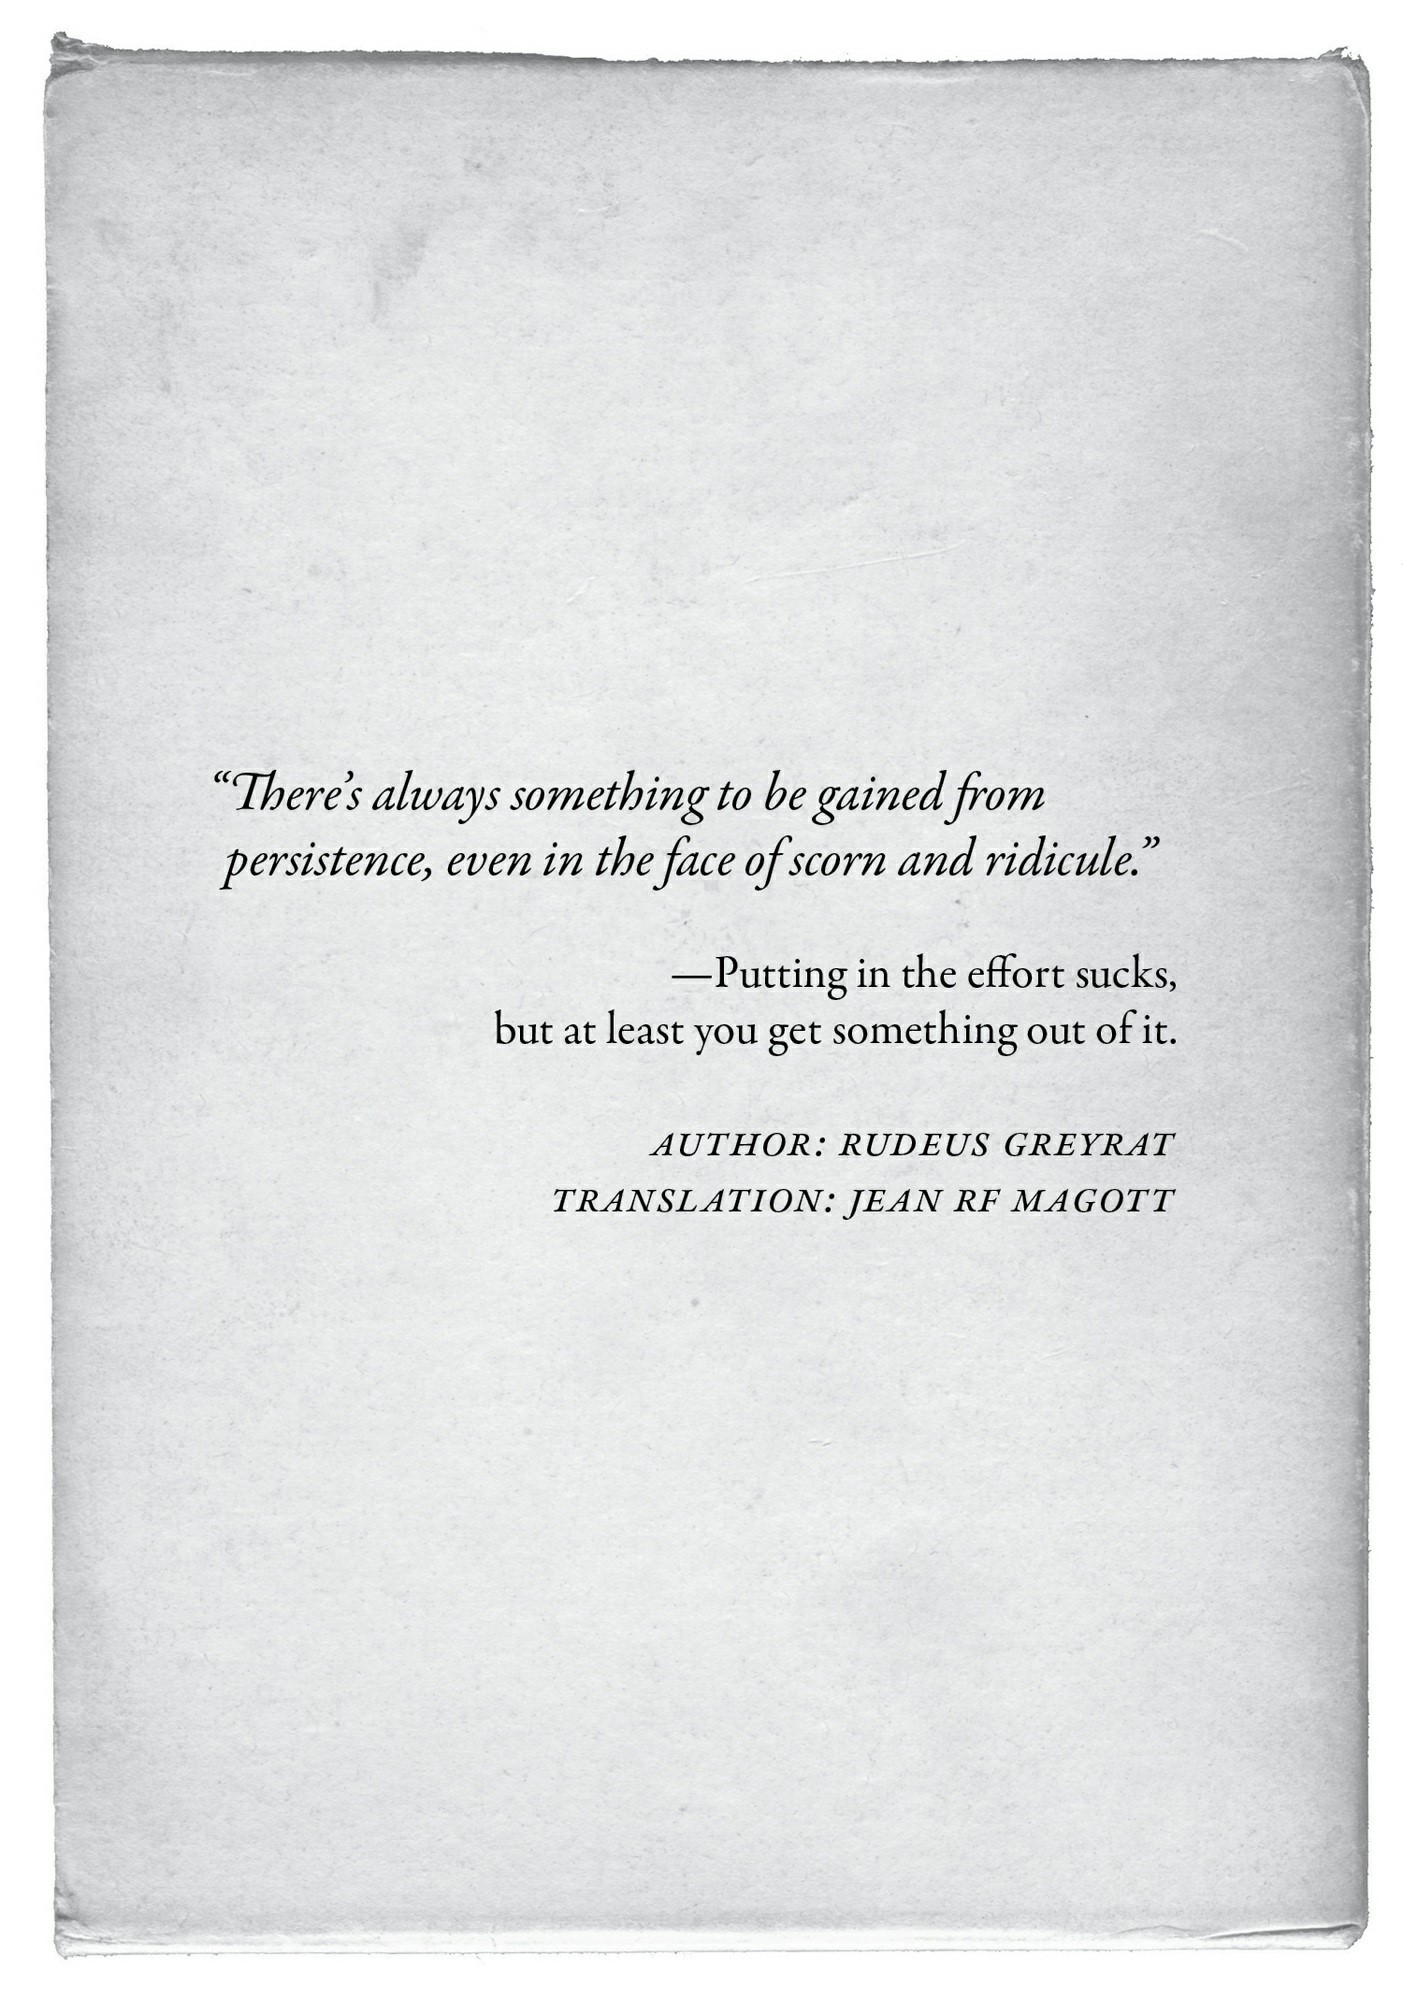 “There’s always something to be gained from
persistence, even in the face of scorn and ridicule.”
—Putting in the effort sucks,
but at least you get something out of it.
AUTHOR: RUDEUS GREYRAT
TRANSLATION: JEAN RF MAGOTT